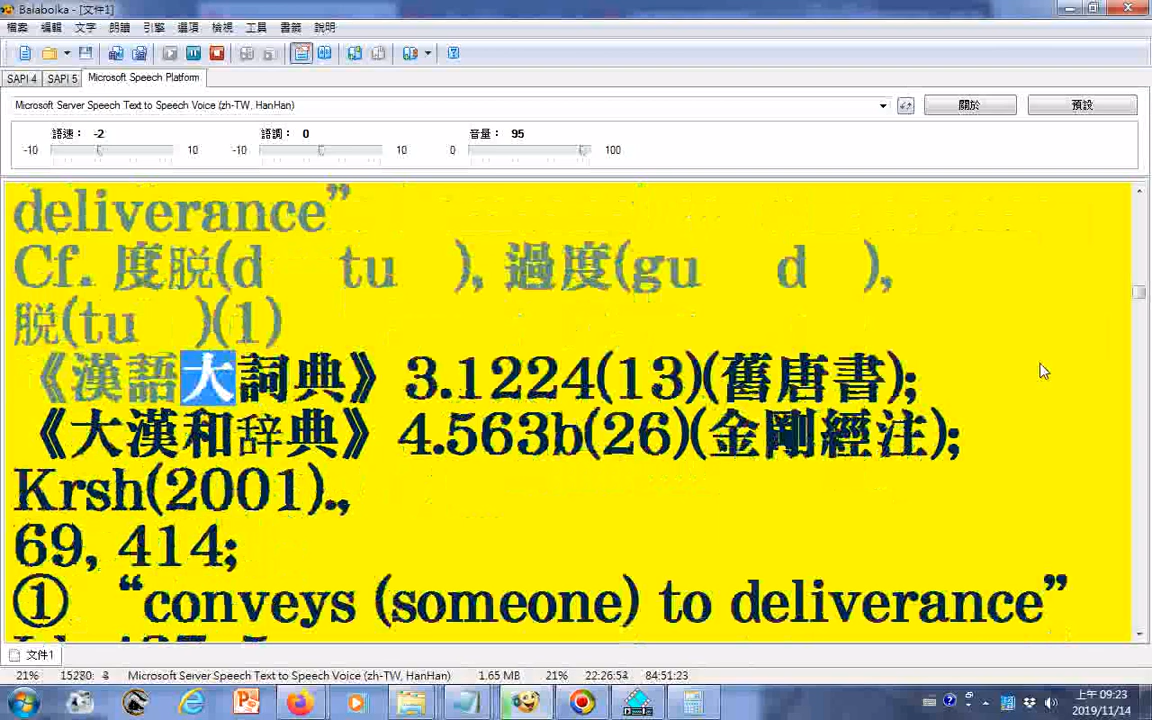 Balabolka - [文件1]
檔案 編輯 文字 朗讀 引擎 選項 檢視 工具 書籤 說明
SAPI 4 SAPI 5 Microsoft Speech Platform
Microsoft Server Speech Text to Speech Voice (zh-TW, HanHan) 關於 預設
語速： -2 語調： 0 音量： 95
-10 10 -10 10 0 100
deliverance”
Cf. 度脱(d tu ), 過度(gu d ),
脱(tu )(1)
《漢語大詞典》 3.1224(13)(舊唐書);
《大漢和辞典》 4.563b(26)(金剛經注);
Krsh(2001).,
69, 414;
① “conveys (someone) to deliverance”
文件1
21% Microsoft Server Speech Text to Speech Voice (zh-TW, HanHan) 1.65 MB 21% 22:26:53 84:51:23
上午 09:23
2019/11/14